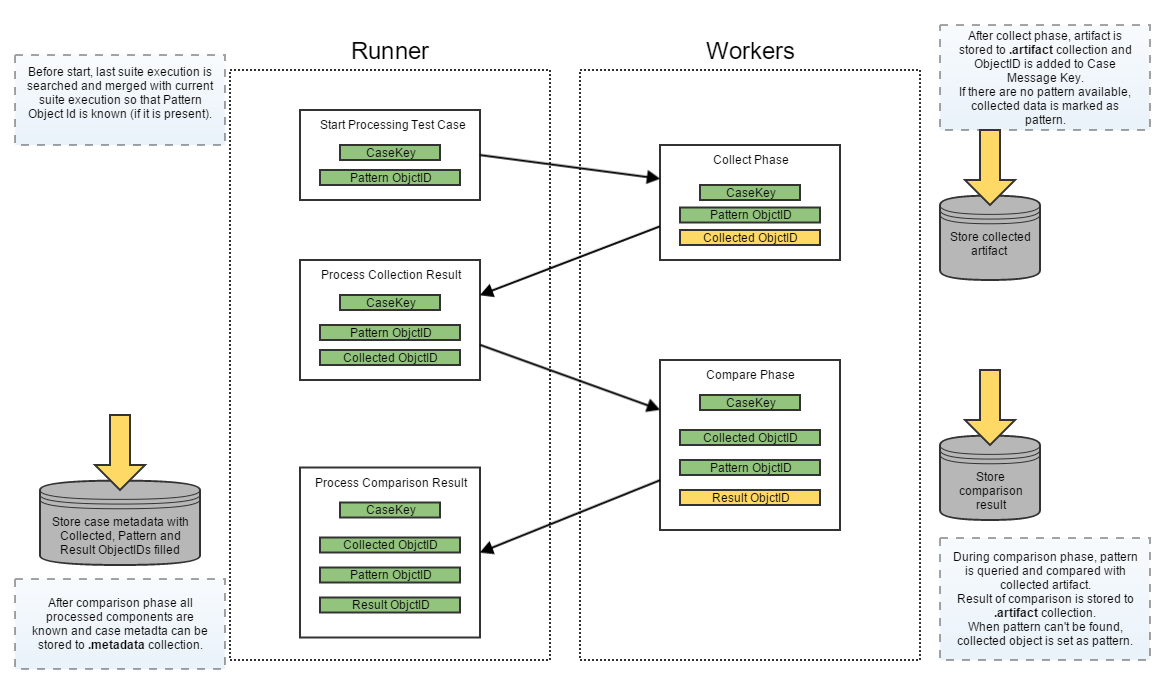 Runner
Workers
Before start, last suite execution is
searched and merged with current
suite execution so that Pattern
Object Id is known (if it is present).
Start Processing Test Case
CaseKey
Pattern ObjctID
Collect Phase
CaseKey
Pattern ObjctID
Collected ObjctID
After collect phase, artifact is
stored to .artifact collection and
ObjectID is added to Case
Message Key.
If there are no pattern available,
collected data is marked as
pattern.
Store collected
artifact
Process Collection Result
CaseKey
Pattern ObjctID
Collected ObjctID
Compare Phase
CaseKey
Collected ObjctID
Pattern ObjctID
Result ObjctID
Store
comparison
result
Process Comparison Result
CaseKey
Collected ObjctID
Pattern ObjctID
Result ObjctID
Store case metadata with
Collected, Pattern and
Result ObjectIDs filled
After comparison phase all
processed components are
known and case metadta can be
stored to .metadata collection.
During comparison phase, pattern
is queried and compared with
collected artifact.
Result of comparison is stored to
.artifact collection.
When pattern can't be found,
collected object is set as pattern.